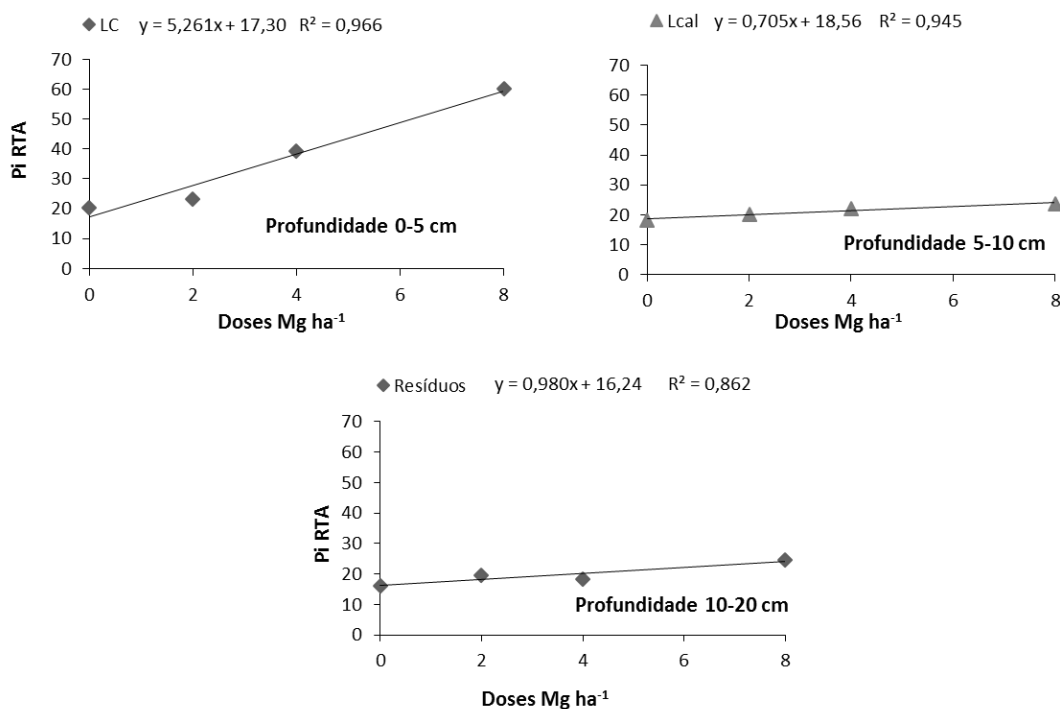 LC y = 5,261x + 17,30 R² = 0,966
70
60
50
40
30
20
10
0
Pi RTA
Profundidade 0-5 cm
0 2 4 6 8
Doses Mg ha⁻¹
Lcal y = 0,705x + 18,56 R² = 0,945
70
60
50
40
30
20
10
0
Profundidade 5-10 cm
0 2 4 6 8
Doses Mg ha⁻¹
Resíduos y = 0,980x + 16,24 R² = 0,862
70
60
50
40
30
20
10
0
Pi RTA
Profundidade 10-20 cm
0 2 4 6 8
Doses Mg ha⁻¹